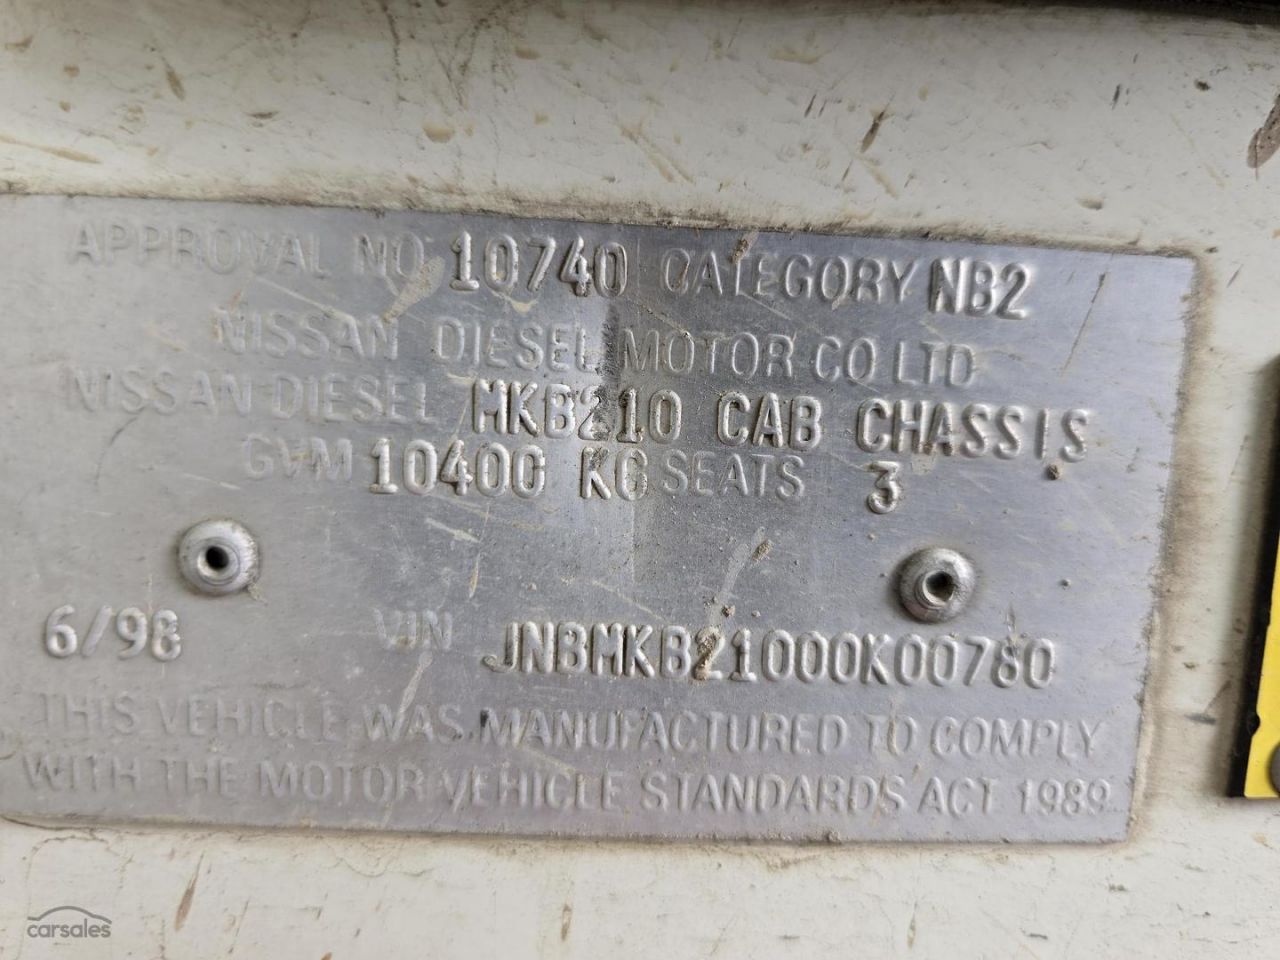 APPROVAL NO 10740 CATEGORY NB2
NISSAN DIESEL MOTOR CO LTD
NISSAN DIESEL MKB210 CAB CHASSIS
GVM 10400 KG SEATS 3
6/98 VIN JNBMKB21000K00760
THIS VEHICLE WAS MANUFACTURED TO COMPLY
WITH THE MOTOR VEHICLE STANDARDS ACT 1989
carsales